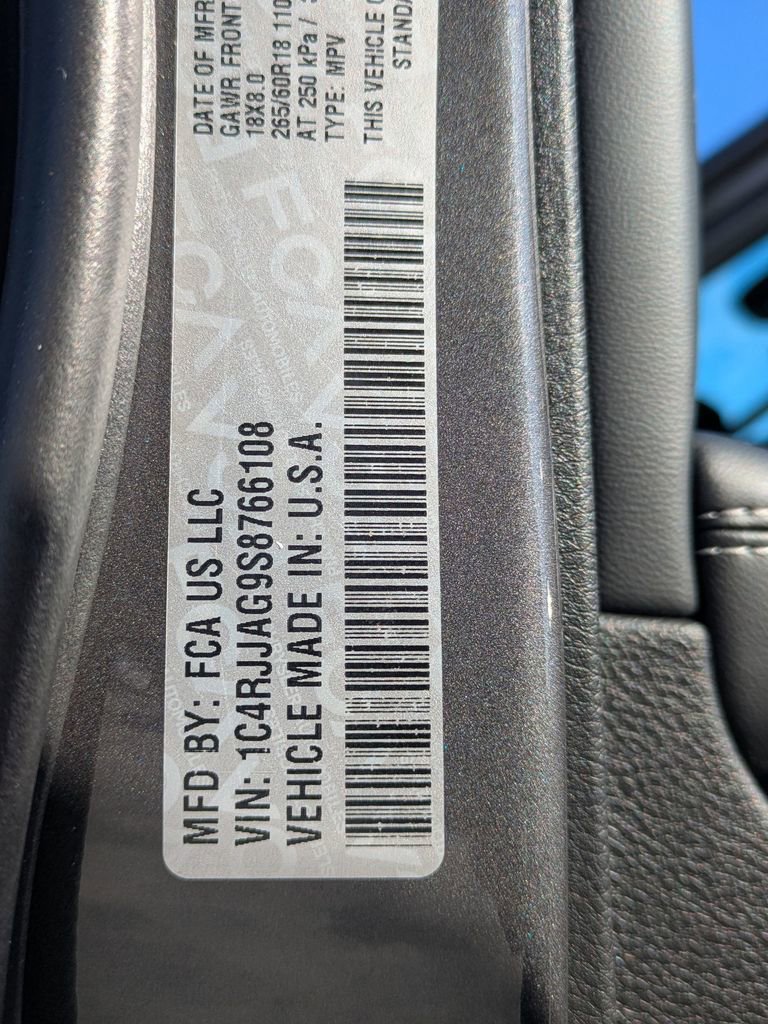 MFD BY: FCA US LLC
VIN: 1C4RJJAG9S8766108
VEHICLE MADE IN: U.S.A.
DATE OF MFR
GAWR FRONT
18X8.0
265/60R18 110
AT 250 kPa /
TYPE: MPV
THIS VEHICLE
STANDA